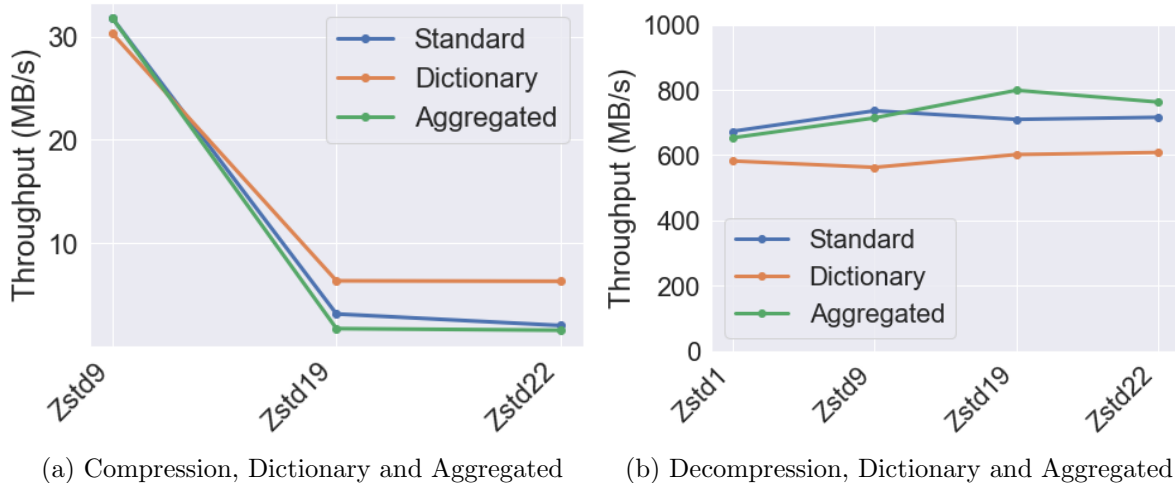 Throughput (MB/s)
30
20
10
Standard
Dictionary
Aggregated
Zstd9
Zstd19
Zstd22
(a) Compression, Dictionary and Aggregated
Throughput (MB/s)
1000
800
600
400
200
0
Standard
Dictionary
Aggregated
Zstd1
Zstd9
Zstd19
Zstd22
(b) Decompression, Dictionary and Aggregated